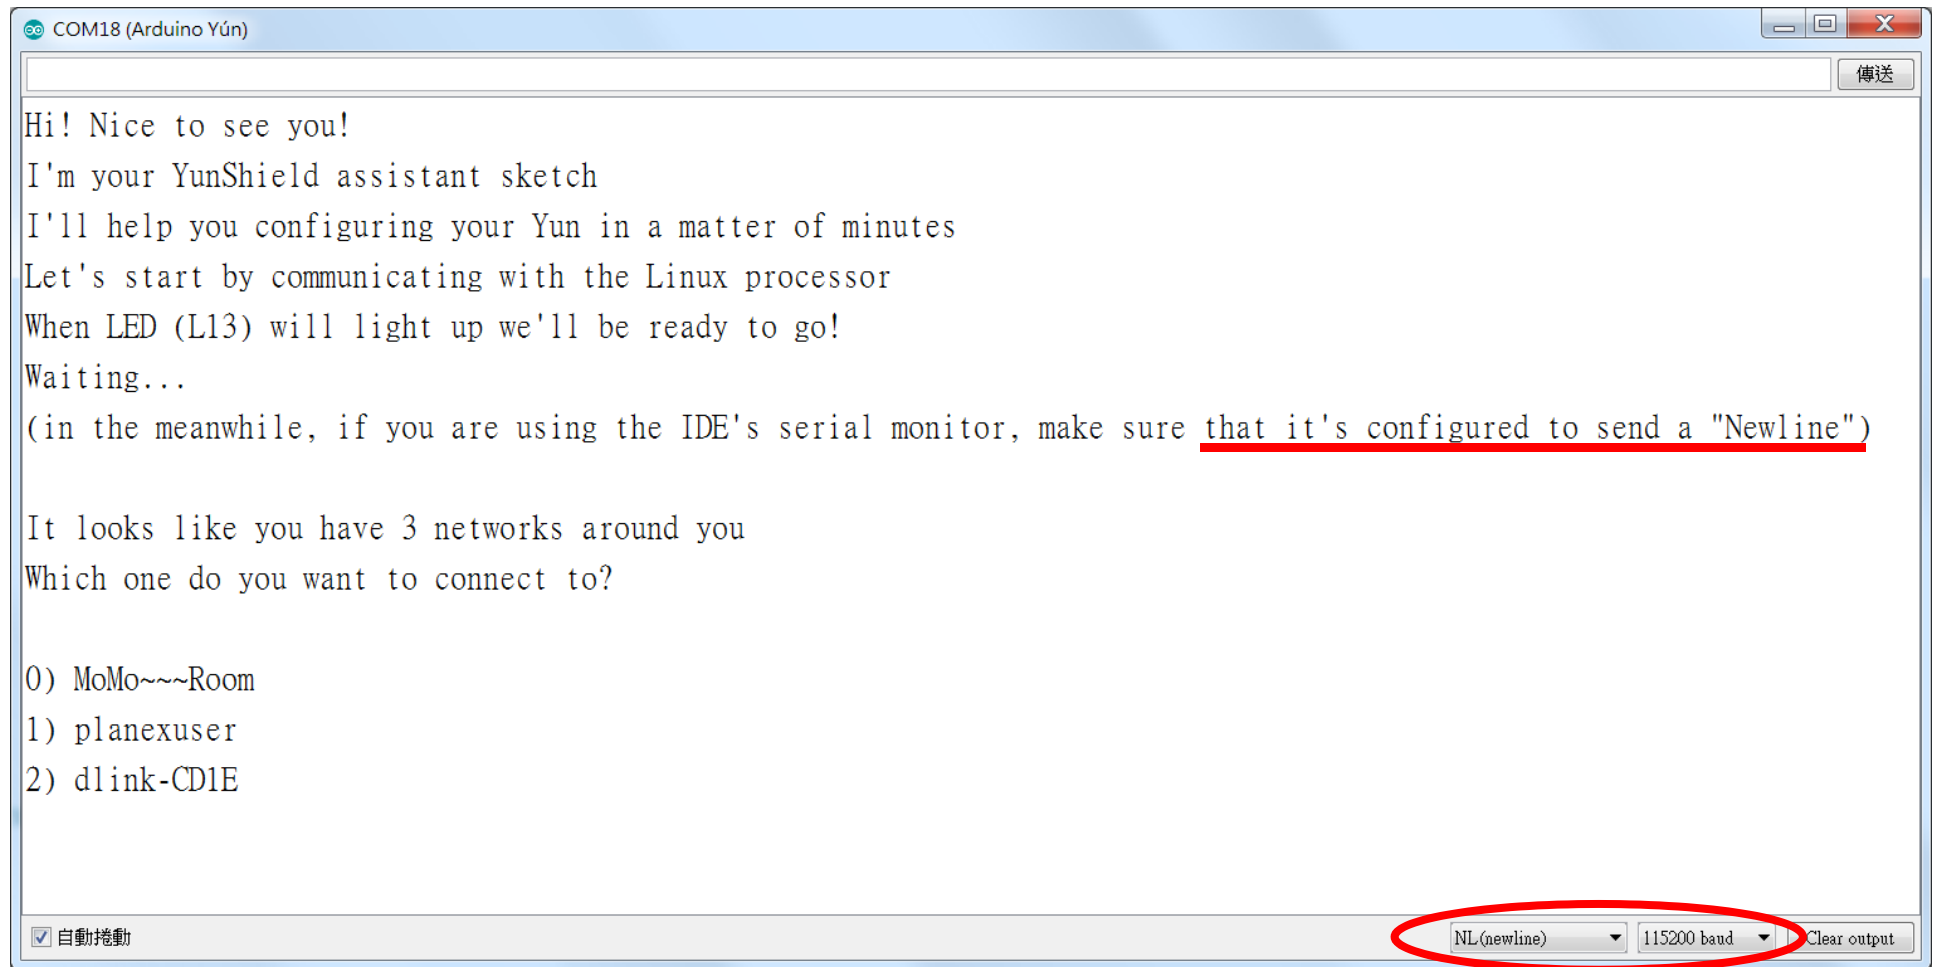 COM18 (Arduino Yún)
傳送
Hi! Nice to see you!
I'm your YunShield assistant sketch
I'll help you configuring your Yun in a matter of minutes
Let's start by communicating with the Linux processor
When LED (L13) will light up we'll be ready to go!
Waiting...
(in the meanwhile, if you are using the IDE's serial monitor, make sure that it's configured to send a "Newline")
It looks like you have 3 networks around you
Which one do you want to connect to?
0) MoMo~~~Room
1) planexuser
2) dlink-CD1E
自動捲動
NL(newline)
115200 baud
Clear output